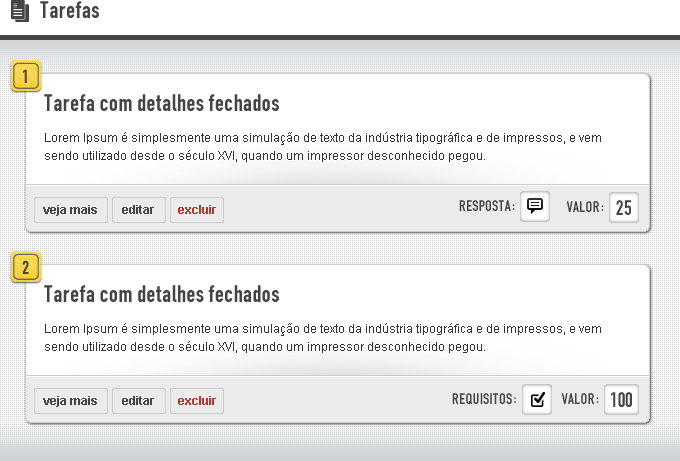 Tarefas
1
Tarefa com detalhes fechados
Lorem Ipsum é simplesmente uma simulação de texto da indústria tipográfica e de impressos, e vem
sendo utilizado desde o século XVI, quando um impressor desconhecido pegou.
veja mais editar excluir RESPOSTA: VALOR: 25
2
Tarefa com detalhes fechados
Lorem Ipsum é simplesmente uma simulação de texto da indústria tipográfica e de impressos, e vem
sendo utilizado desde o século XVI, quando um impressor desconhecido pegou.
veja mais editar excluir REQUISITOS: VALOR: 100